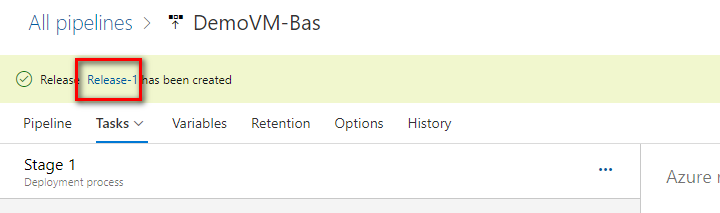 All pipelines > DemoVM-Bas
Release Release-1 has been created
Pipeline Tasks Variables Retention Options History
Stage 1
Deployment process
Azure